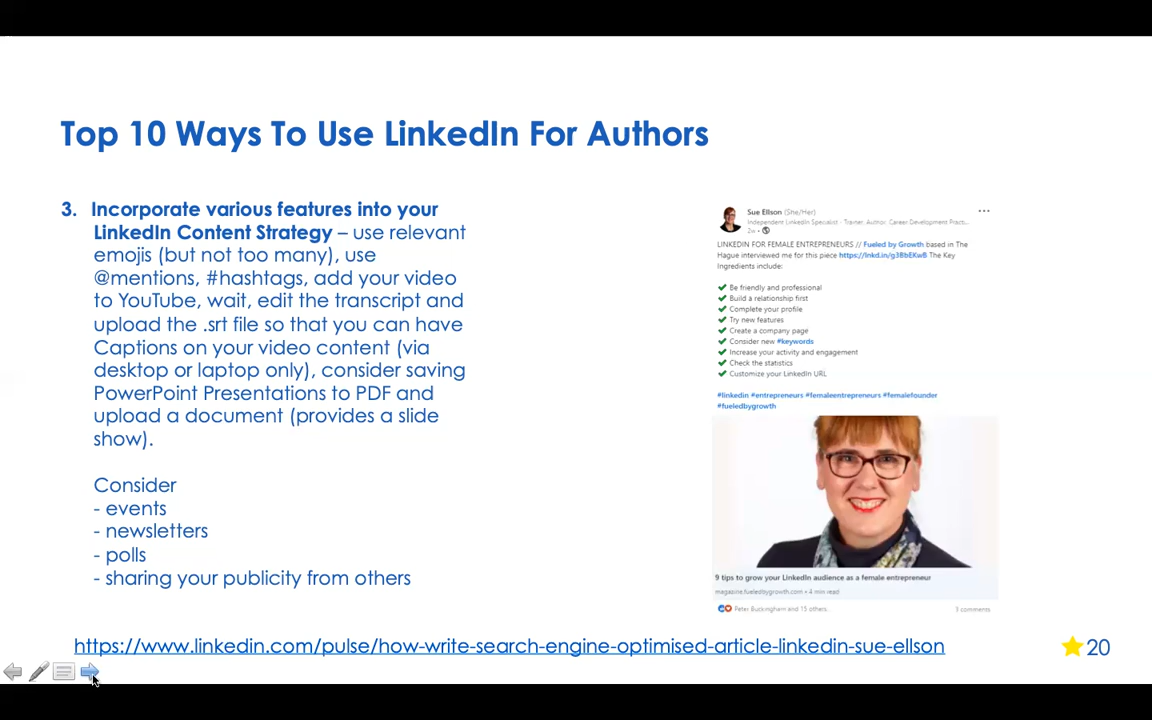 Top 10 Ways To Use LinkedIn For Authors
3. Incorporate various features into your
LinkedIn Content Strategy – use relevant
emojis (but not too many), use
@mentions, #hashtags, add your video
to YouTube, wait, edit the transcript and
upload the .srt file so that you can have
Captions on your video content (via
desktop or laptop only), consider saving
PowerPoint Presentations to PDF and
upload a document (provides a slide
show).
Consider
- events
- newsletters
- polls
- sharing your publicity from others
https://www.linkedin.com/pulse/how-write-search-engine-optimised-article-linkedin-sue-ellson
Sue Ellson (She/Her)
Independent LinkedIn Specialist - Trainer, Author, Career Development Practi...
2w •
LINKEDIN FOR FEMALE ENTREPRENEURS // Fueled by Growth based in The
Hague interviewed me for this piece https://lnkd.in/g3BbEKwB The Key
Ingredients include:
Be friendly and professional
Build a relationship first
Complete your profile
Try new features
Create a company page
Consider new #keywords
Increase your activity and engagement
Check the statistics
Customize your LinkedIn URL
#linkedin #entrepreneurs #femaleentrepreneurs #femalefounder
#fueledbygrowth
9 tips to grow your LinkedIn audience as a female entrepreneur
magazine.fueledbygrowth.com • 4 min read
Peter Buckingham and 15 others
3 comments
20